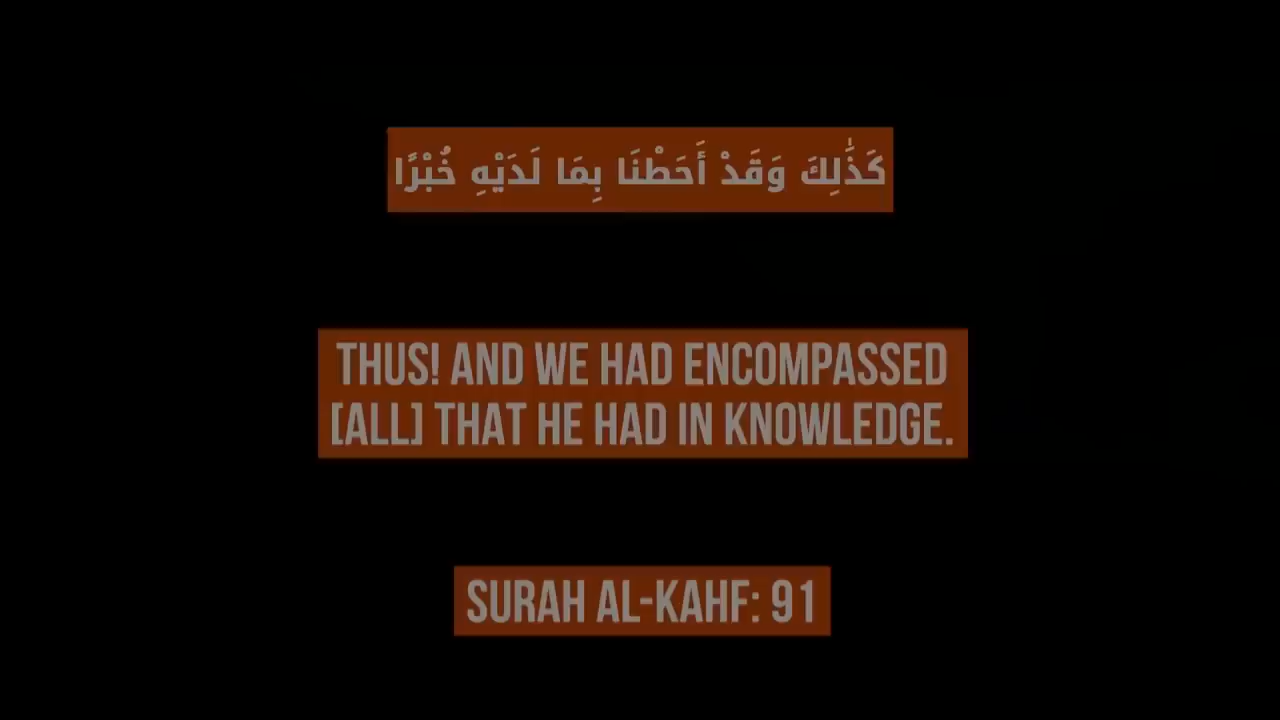 كَذَٰلِكَ وَقَدْ أَحَطْنَا بِمَا لَدَيْهِ خُبْرًا
THUS! AND WE HAD ENCOMPASSED
[ALL] THAT HE HAD IN KNOWLEDGE.
SURAH AL-KAHF: 91